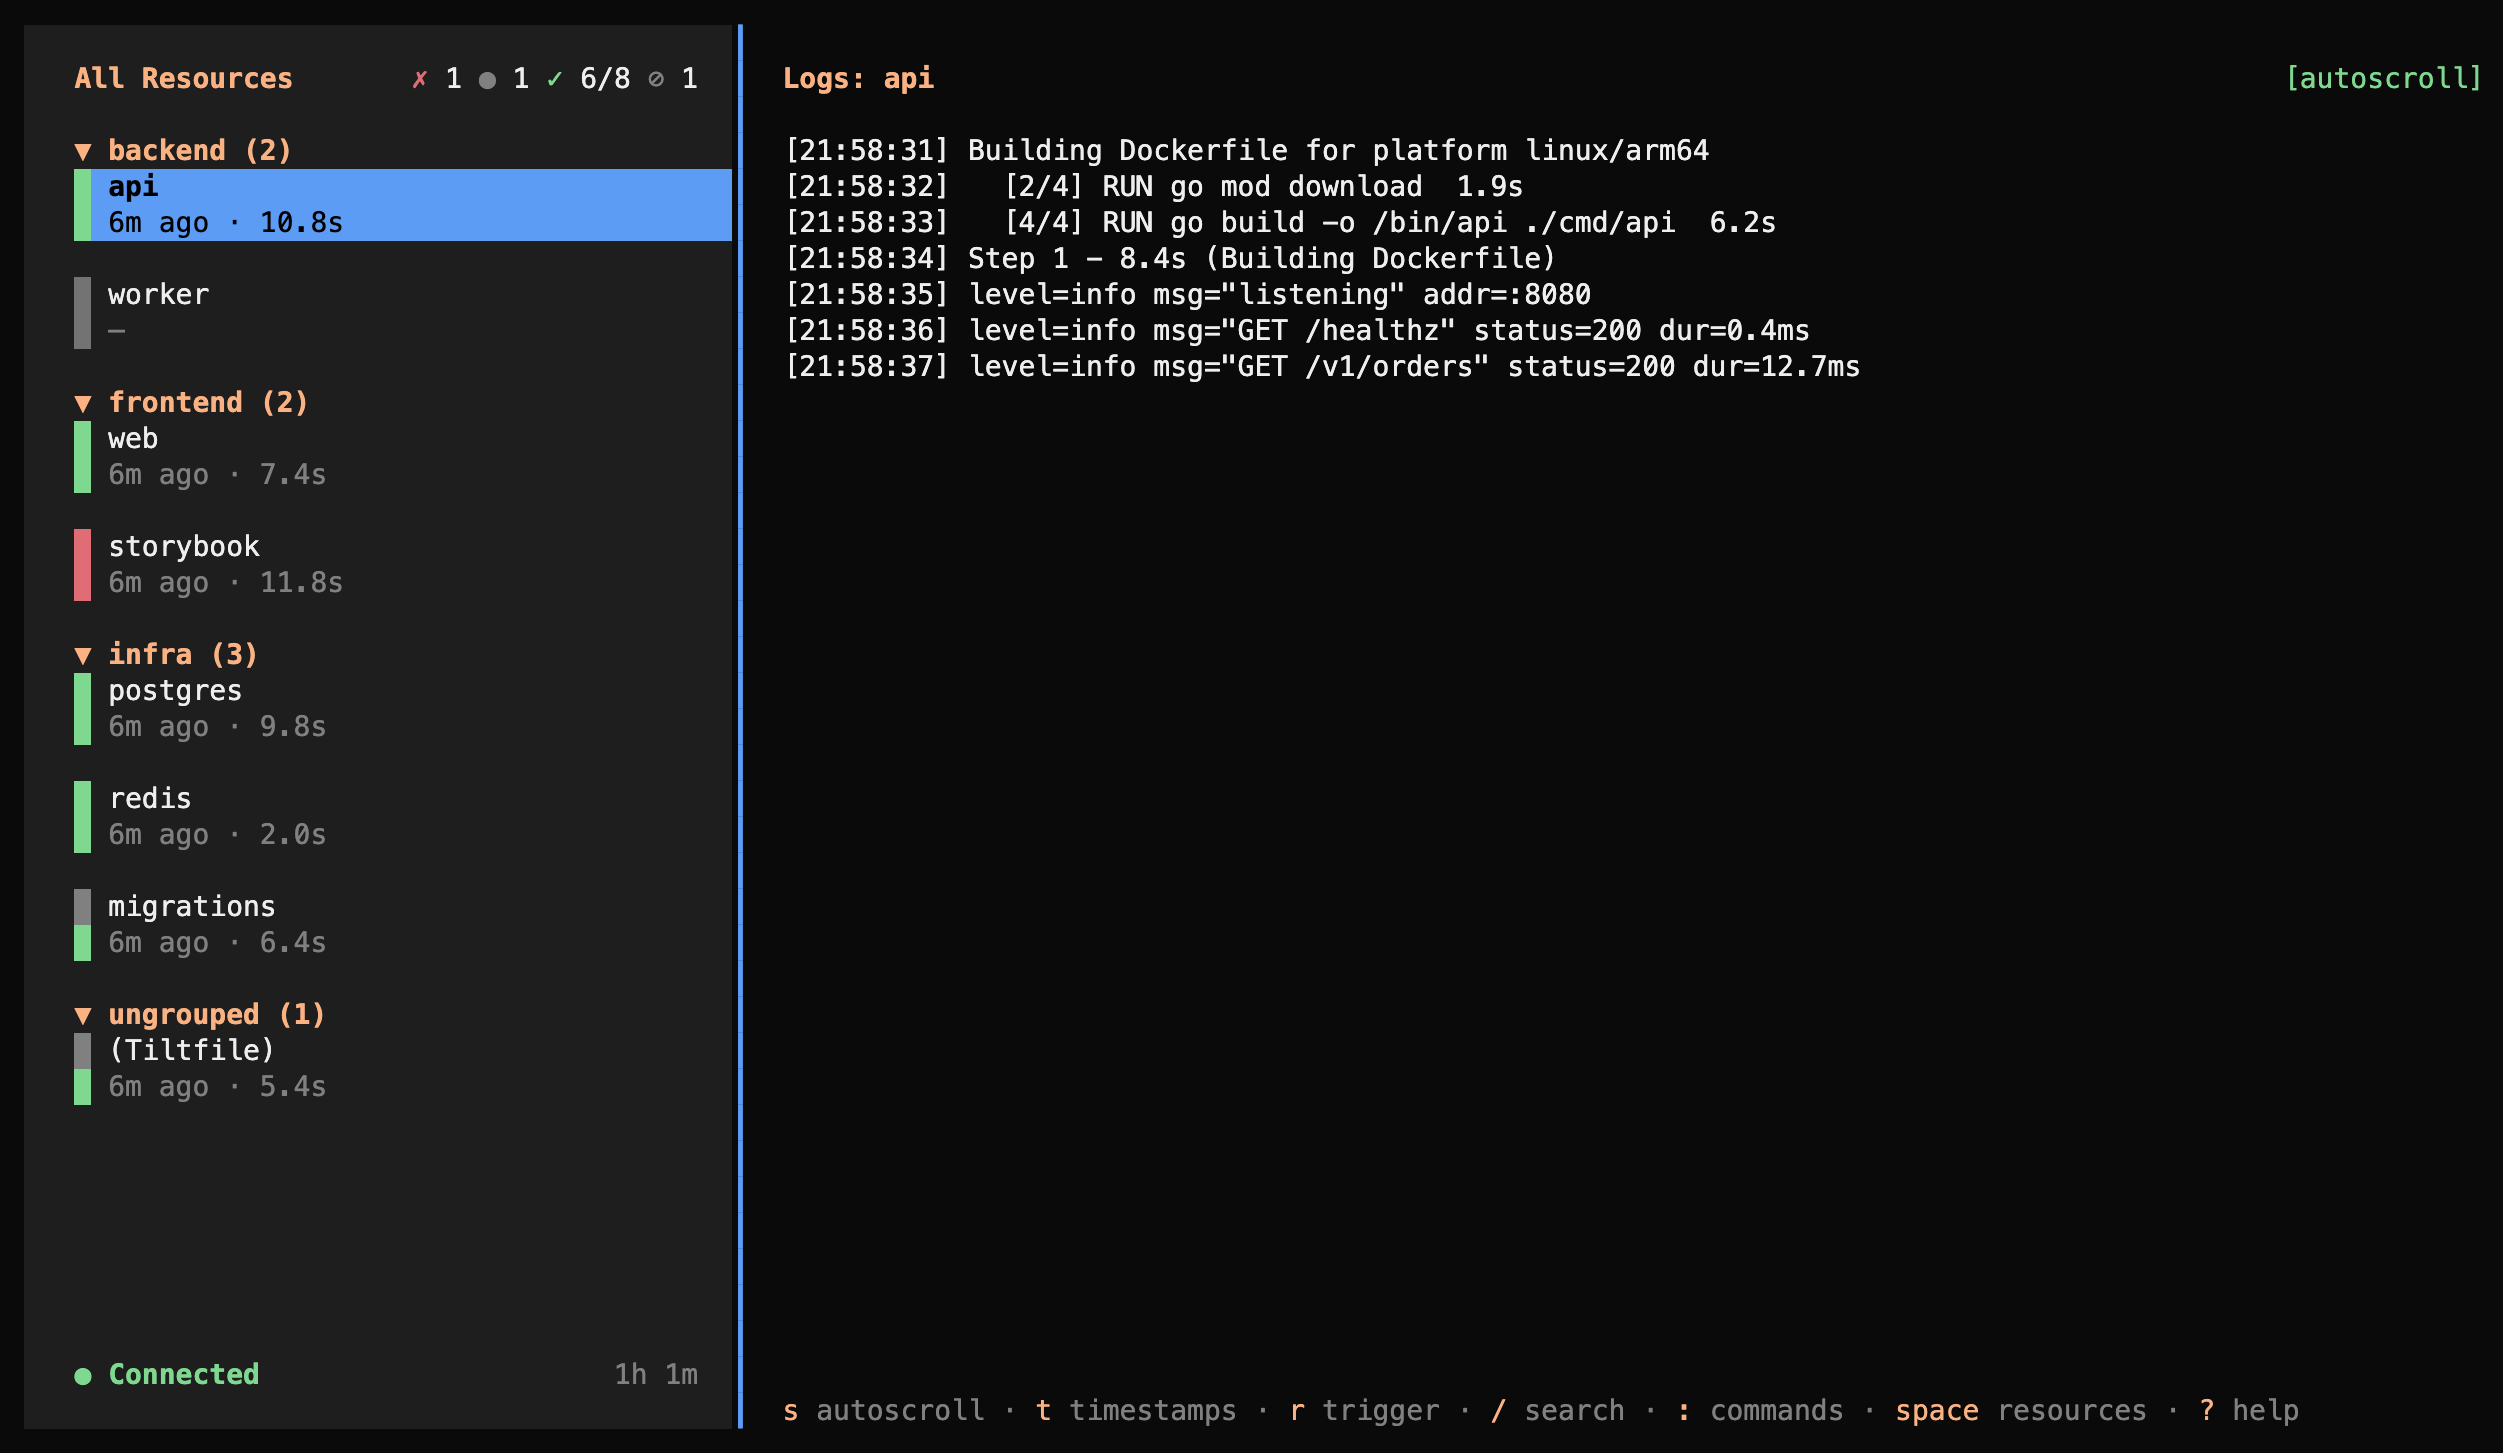 All Resources ✗ 1 ● 1 ✓ 6/8 ⊘ 1
▼ backend (2)
api
6m ago · 10.8s
worker
—
▼ frontend (2)
web
6m ago · 7.4s
storybook
6m ago · 11.8s
▼ infra (3)
postgres
6m ago · 9.8s
redis
6m ago · 2.0s
migrations
6m ago · 6.4s
▼ ungrouped (1)
(Tiltfile)
6m ago · 5.4s
● Connected 1h 1m
Logs: api [autoscroll]
[21:58:31] Building Dockerfile for platform linux/arm64
[21:58:32]   [2/4] RUN go mod download  1.9s
[21:58:33]   [4/4] RUN go build -o /bin/api ./cmd/api  6.2s
[21:58:34] Step 1 - 8.4s (Building Dockerfile)
[21:58:35] level=info msg="listening" addr=:8080
[21:58:36] level=info msg="GET /healthz" status=200 dur=0.4ms
[21:58:37] level=info msg="GET /v1/orders" status=200 dur=12.7ms
s autoscroll · t timestamps · r trigger · / search · : commands · space resources · ? help